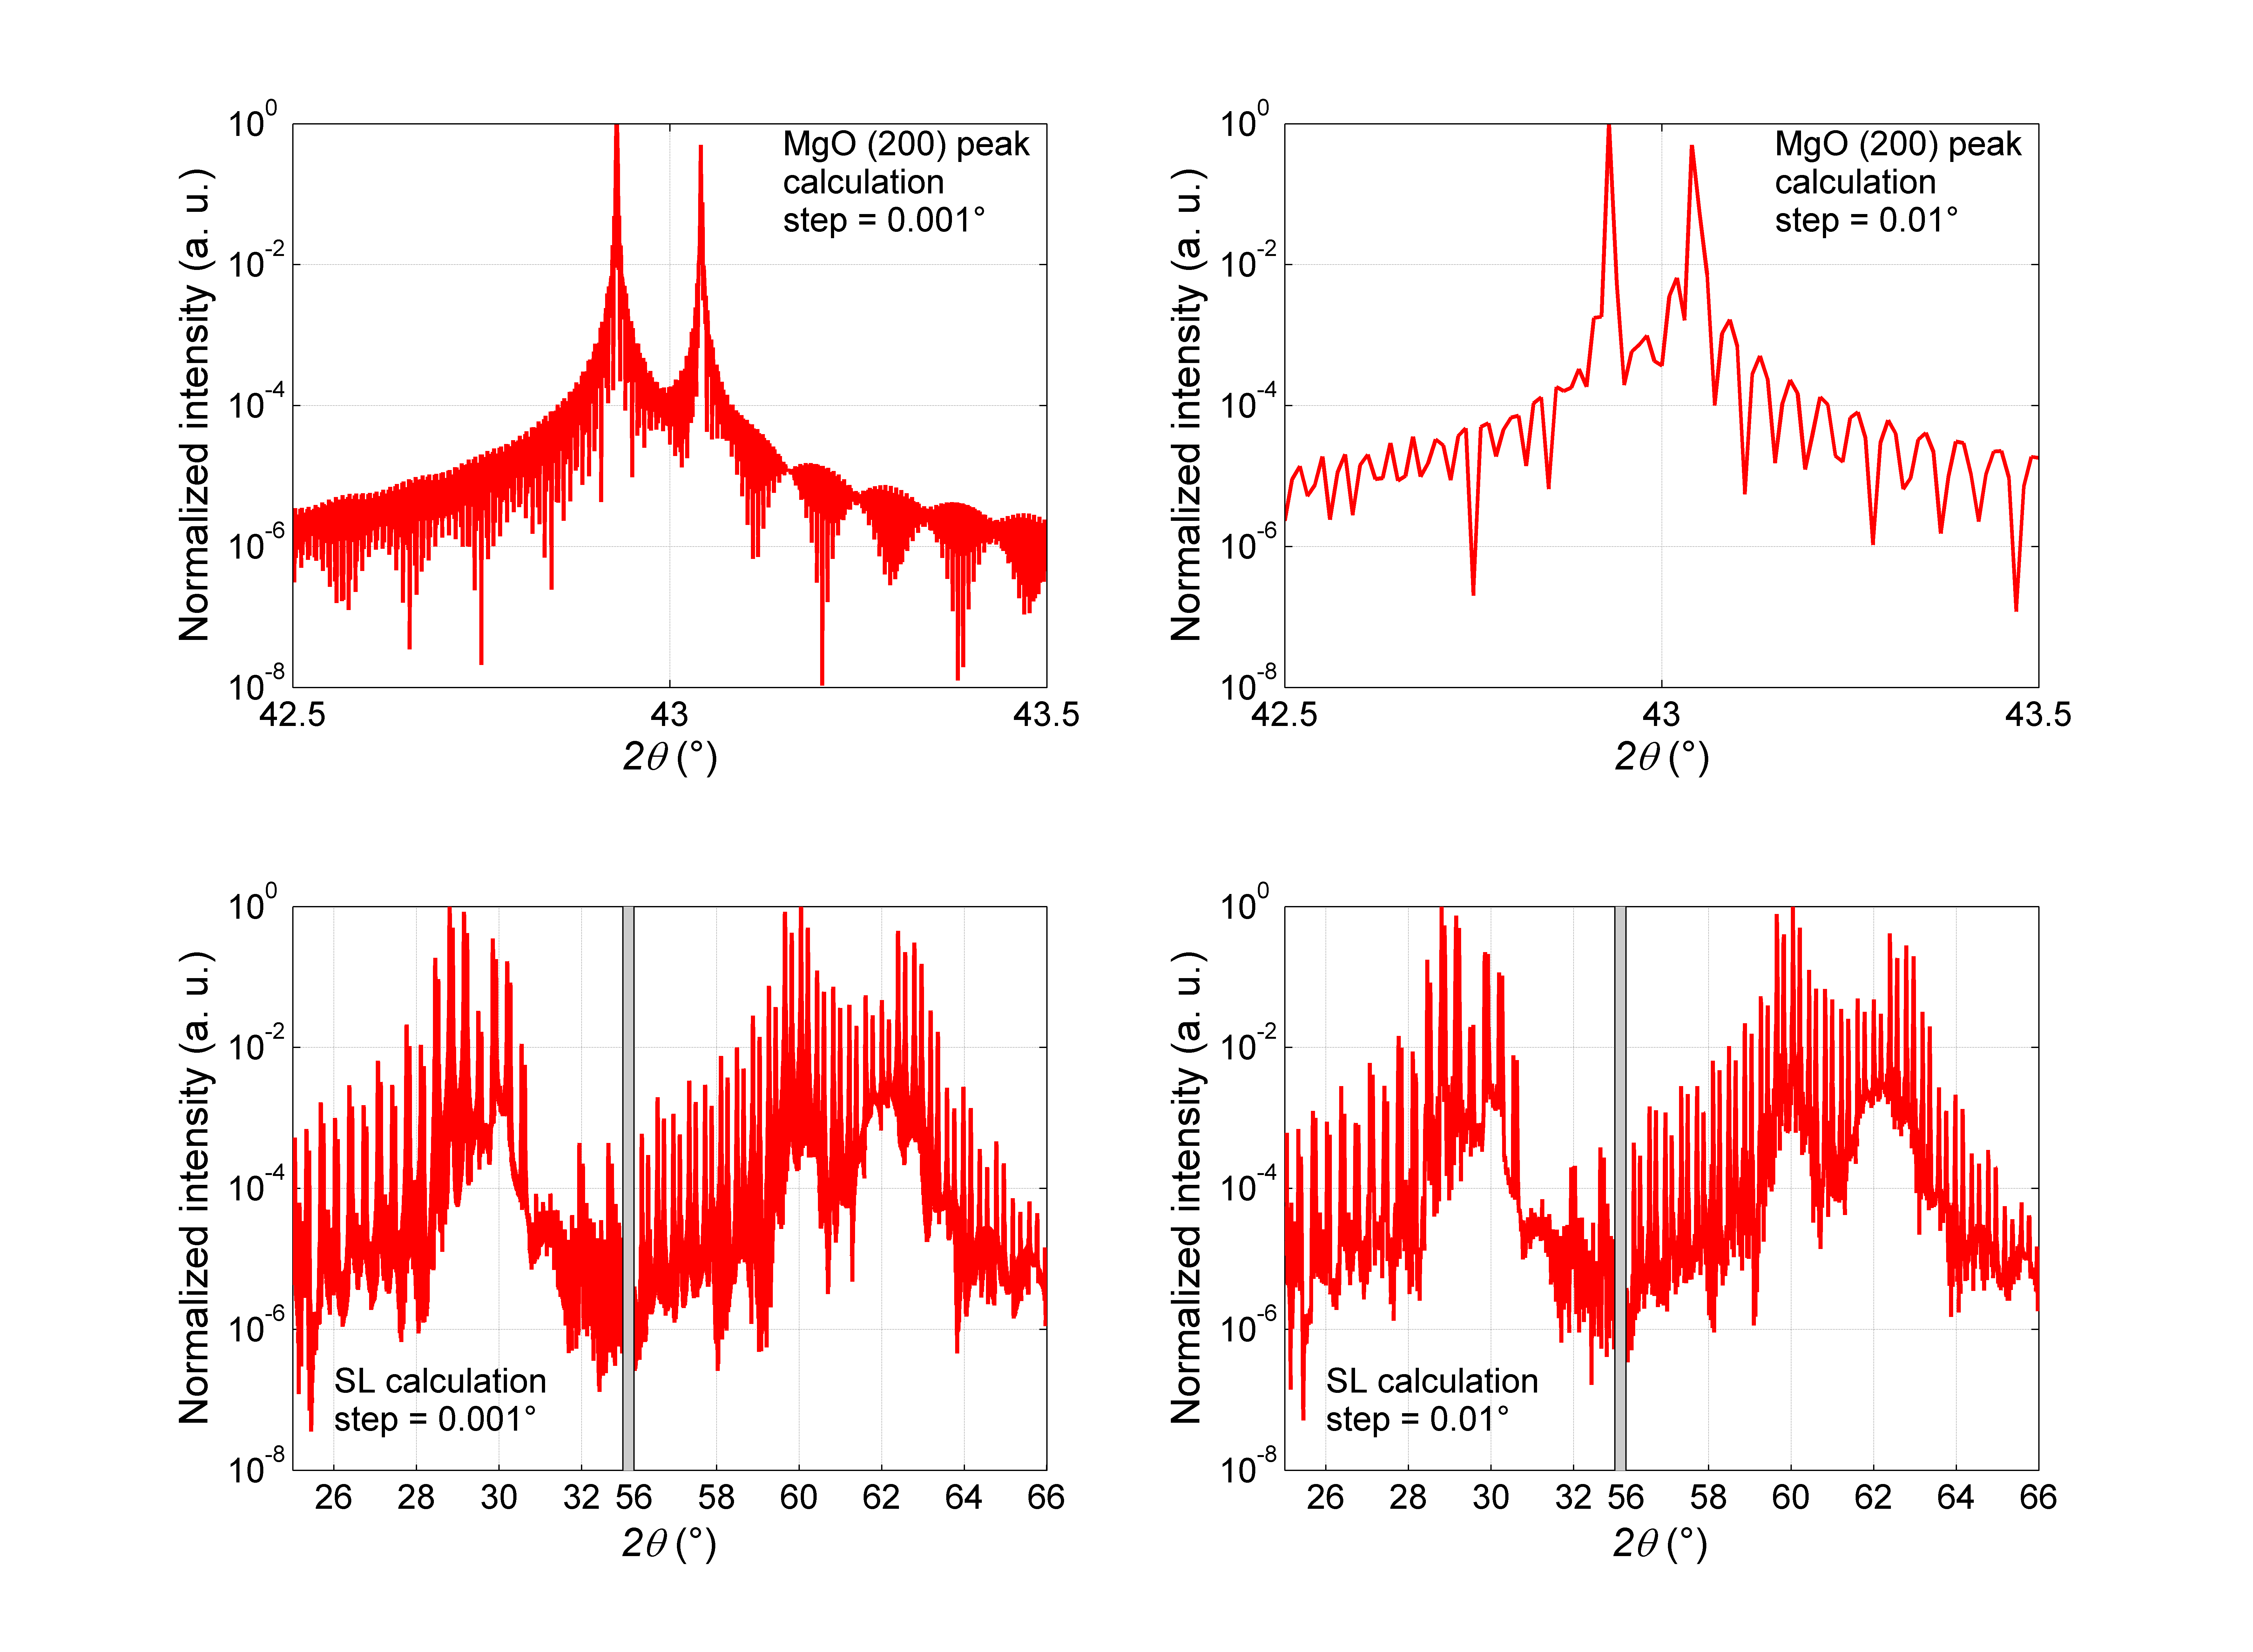 10^0
10^-2
10^-4
10^-6
10^-8
Normalized intensity (a. u.)
MgO (200) peak
calculation
step = 0.001°
42.5 43 43.5
2θ (°)
10^0
10^-2
10^-4
10^-6
10^-8
Normalized intensity (a. u.)
MgO (200) peak
calculation
step = 0.01°
42.5 43 43.5
2θ (°)
10^0
10^-2
10^-4
10^-6
10^-8
Normalized intensity (a. u.)
SL calculation
step = 0.001°
26 28 30 32 56 58 60 62 64 66
2θ (°)
10^0
10^-2
10^-4
10^-6
10^-8
Normalized intensity (a. u.)
SL calculation
step = 0.01°
26 28 30 32 56 58 60 62 64 66
2θ (°)